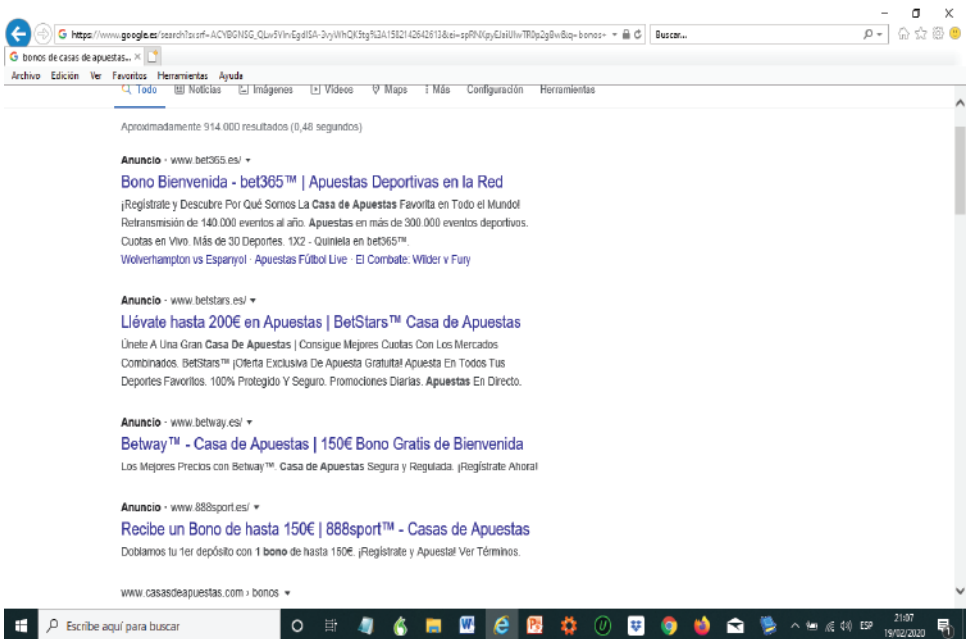 https://www.google.es/search?
Buscar...
bonos de casas de apuestas...
Archivo Edición Ver Favoritos Herramientas Ayuda
Todo Noticias Imágenes Vídeos Maps Más Configuración Herramientas
Aproximadamente 914.000 resultados (0,48 segundos)
Anuncio · www.bet365.es/
Bono Bienvenida - bet365™ | Apuestas Deportivas en la Red
¡Regístrate y Descubre Por Qué Somos La Casa de Apuestas Favorita en Todo el Mundo!
Retransmisión de 140.000 eventos al año. Apuestas en más de 300.000 eventos deportivos.
Cuotas en Vivo. Más de 30 Deportes. 1X2 - Quiniela en bet365™.
Wolverhampton vs Espanyol · Apuestas Fútbol Live · El Combate: Wilder v Fury
Anuncio · www.betstars.es/
Llévate hasta 200€ en Apuestas | BetStars™ Casa de Apuestas
Únete A Una Gran Casa De Apuestas | Consigue Mejores Cuotas Con Los Mercados
Combinados. BetStars™ ¡Oferta Exclusiva De Apuesta Gratuita! Apuesta En Todos Tus
Deportes Favoritos. 100% Protegido Y Seguro. Promociones Diarias. Apuestas En Directo.
Anuncio · www.betway.es/
Betway™ - Casa de Apuestas | 150€ Bono Gratis de Bienvenida
Los Mejores Precios con Betway™. Casa de Apuestas Segura y Regulada. ¡Regístrate Ahora!
Anuncio · www.888sport.es/
Recibe un Bono de hasta 150€ | 888sport™ - Casas de Apuestas
Doblamos tu 1er depósito con 1 bono de hasta 150€. ¡Regístrate y Apuesta! Ver Términos.
www.casasdeapuestas.com › bonos
Escribe aquí para buscar
ESP
21:07
19/02/2020